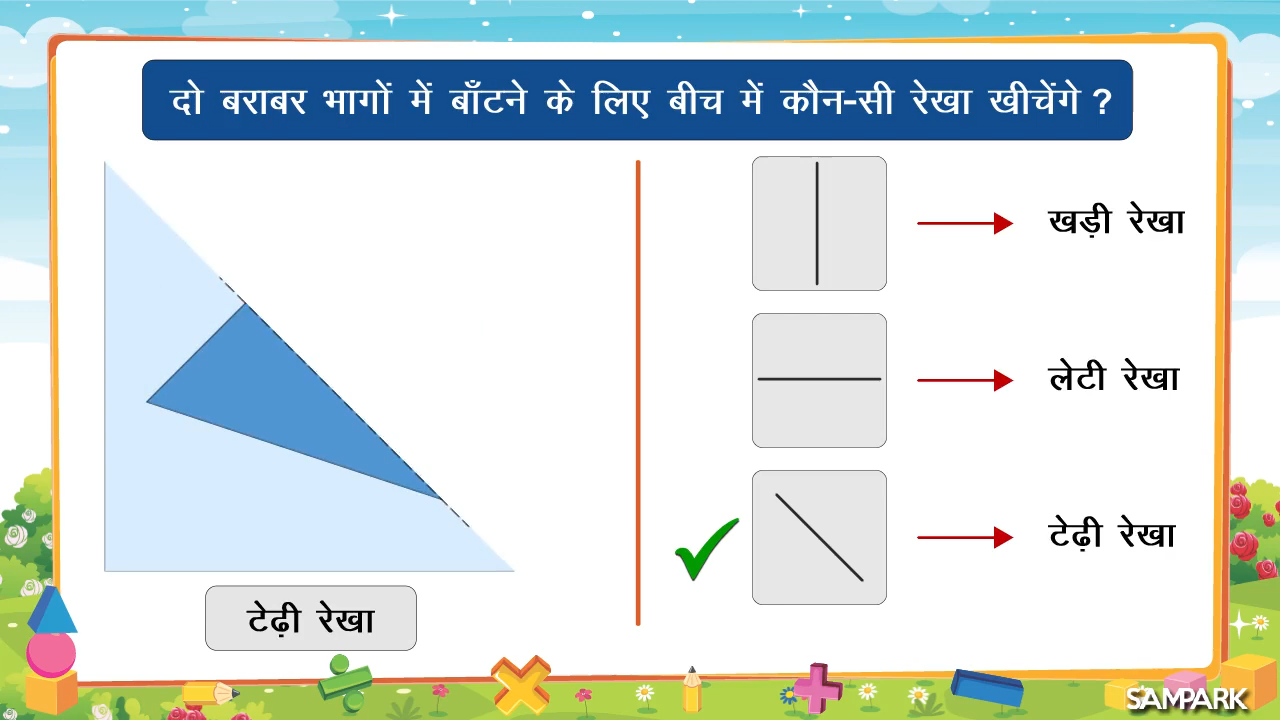 दो बराबर भागों में बाँटने के लिए बीच में कौन-सी रेखा खीचेंगे ?
खड़ी रेखा
लेटी रेखा
टेढ़ी रेखा
टेढ़ी रेखा
SAMPARK